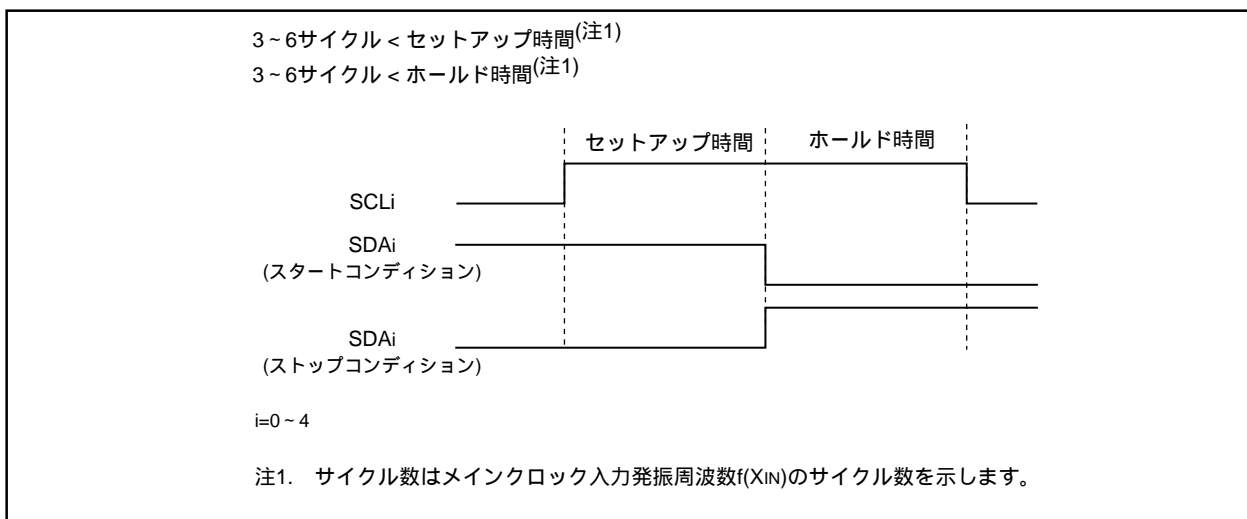 3～6サイクル < セットアップ時間(注1)
3～6サイクル < ホールド時間(注1)
セットアップ時間 ホールド時間
SCLi
SDAi
(スタートコンディション)
SDAi
(ストップコンディション)
i=0～4
注1. サイクル数はメインクロック入力発振周波数f(XIN)のサイクル数を示します。